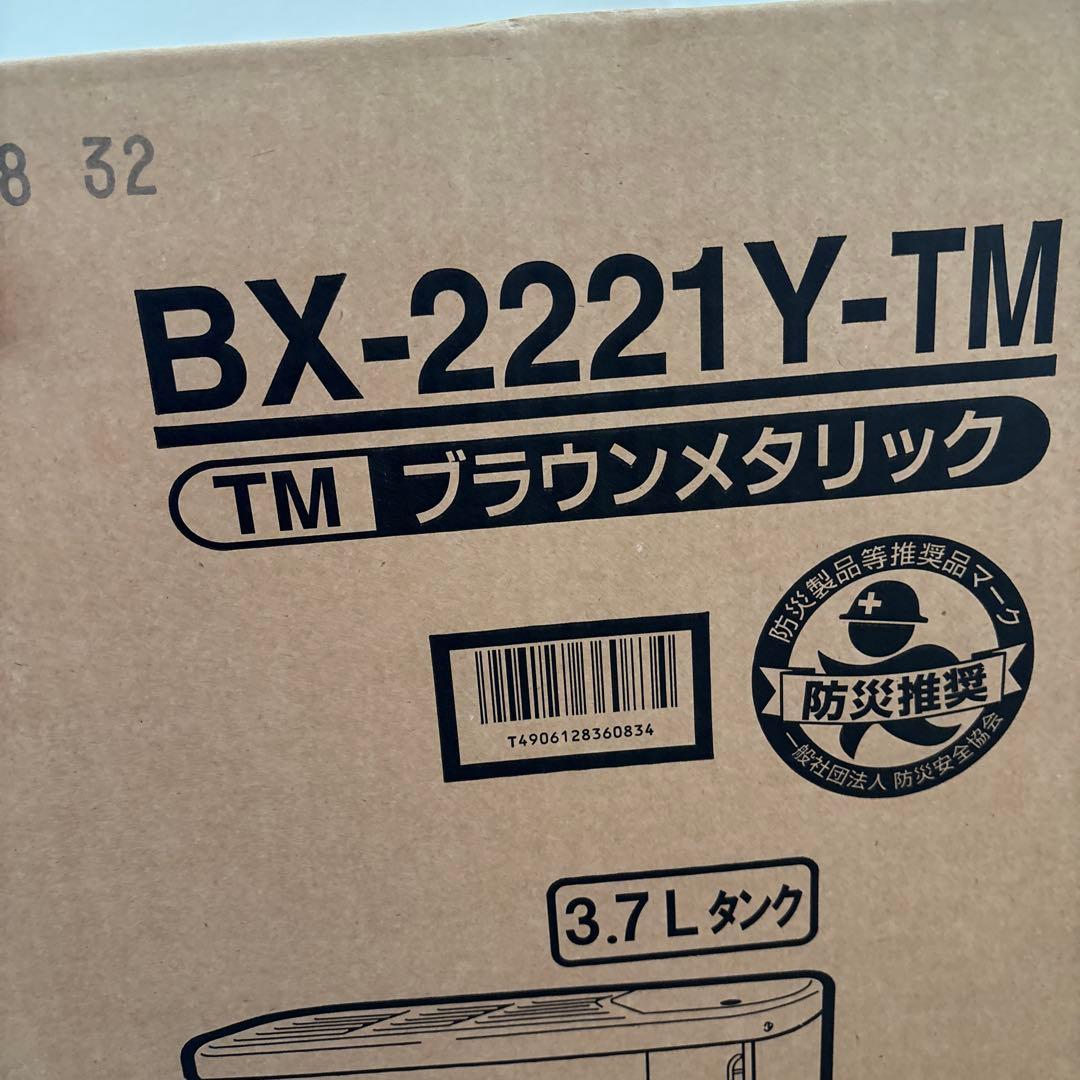 8 32
BX-2221Y-TM
TM ブラウンメタリック
防災製品等推奨品マーク
防災推奨
一般社団法人 防災安全協会
T4906128360834
3.7Lタンク